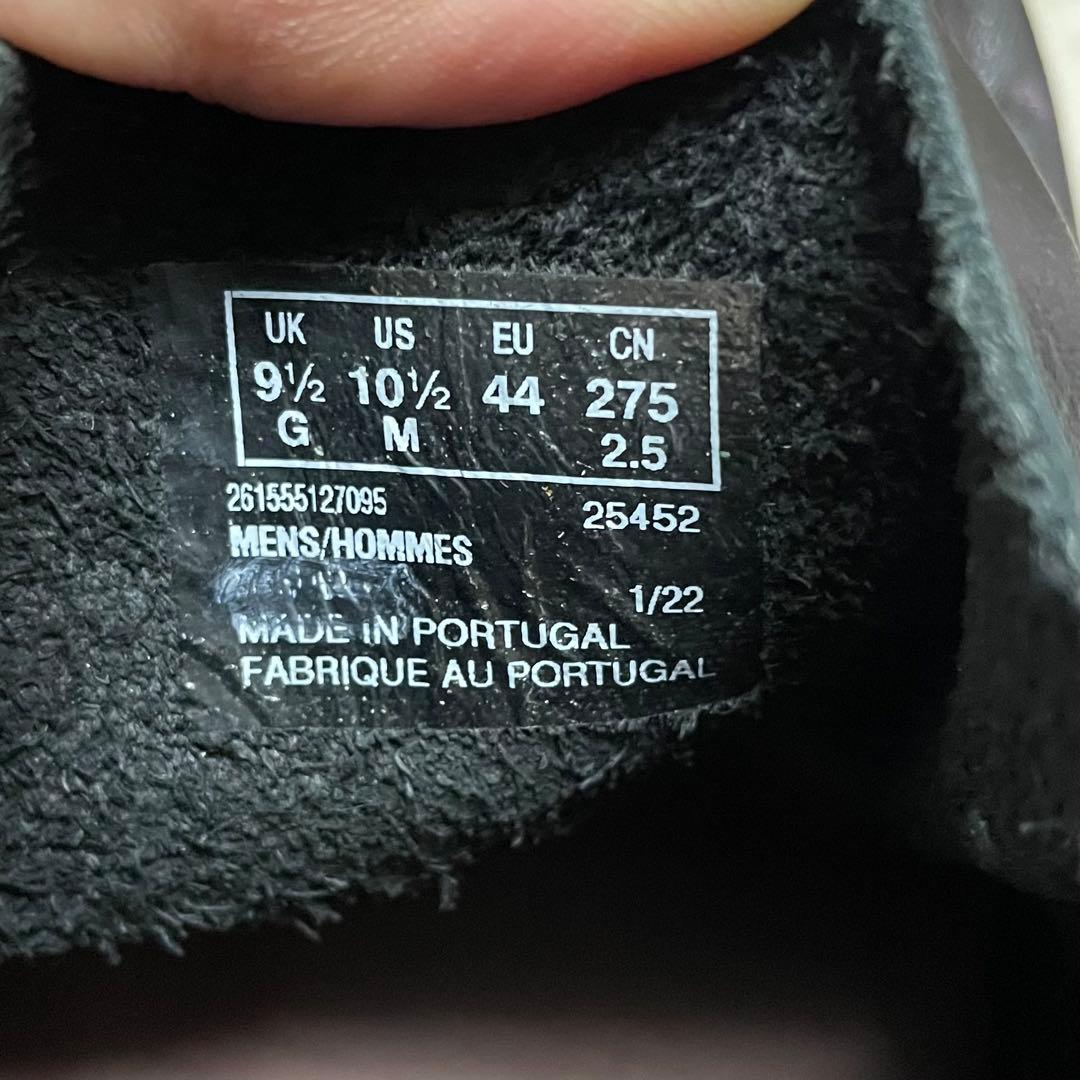 UK US EU CN
9½ 10½ 44 275
G M 2.5
261555127095 25452
MENS/HOMMES
1/22
MADE IN PORTUGAL
FABRIQUE AU PORTUGAL